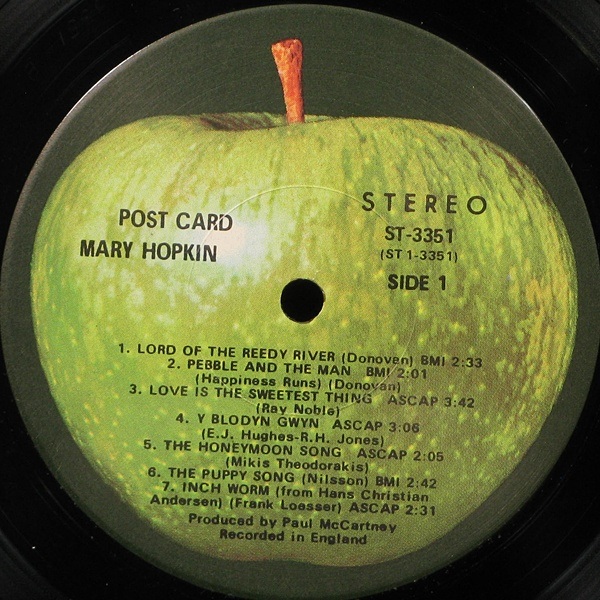 POST CARD
MARY HOPKIN
STEREO
ST-3351
(ST 1-3351)
SIDE 1
1. LORD OF THE REEDY RIVER (Donovan) BMI 2:33
2. PEBBLE AND THE MAN BMI 2:01
(Happiness Runs) (Donovan)
3. LOVE IS THE SWEETEST THING ASCAP 3:42
(Ray Noble)
4. Y BLODYN GWYN ASCAP 3:06
(E.J. Hughes-R.H. Jones)
5. THE HONEYMOON SONG ASCAP 2:05
(Mikis Theodorakis)
6. THE PUPPY SONG (Nilsson) BMI 2:42
7. INCH WORM (from Hans Christian
Andersen) (Frank Loesser) ASCAP 2:31
Produced by Paul McCartney
Recorded in England